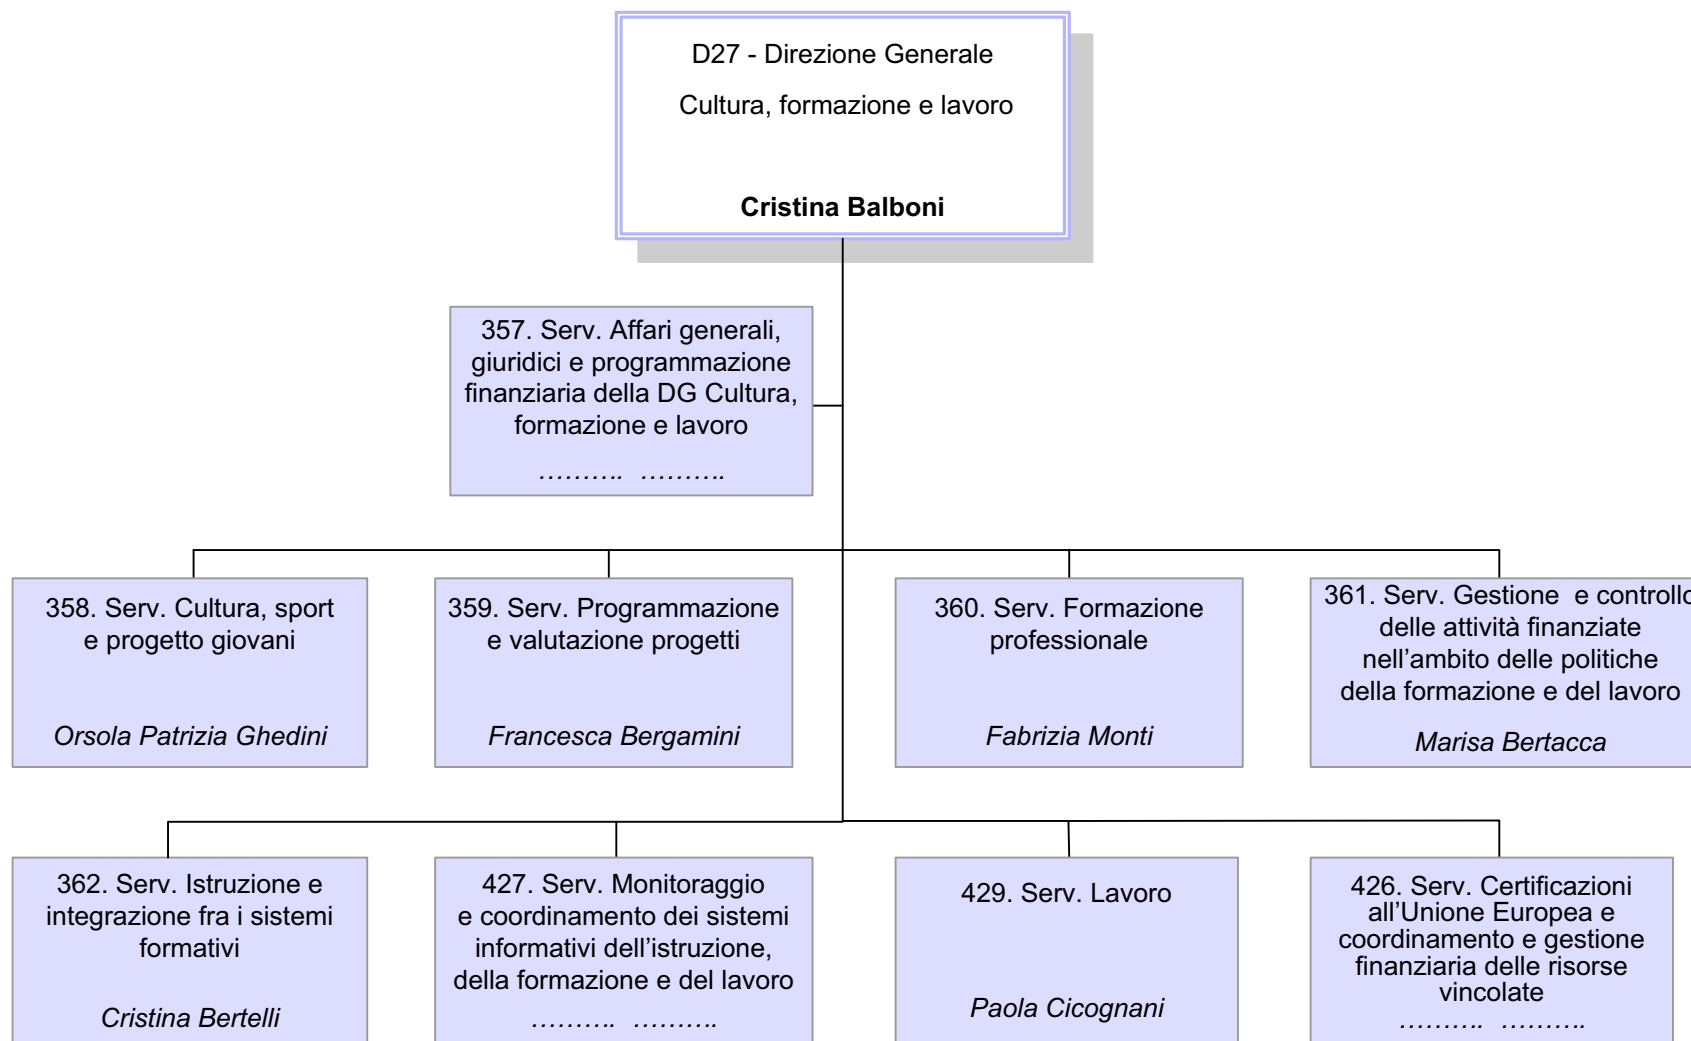 D27 - Direzione Generale
Cultura, formazione e lavoro
Cristina Balboni
357. Serv. Affari generali,
giuridici e programmazione
finanziaria della DG Cultura,
formazione e lavoro
……….. ………..
358. Serv. Cultura, sport
e progetto giovani
Orsola Patrizia Ghedini
359. Serv. Programmazione
e valutazione progetti
Francesca Bergamini
360. Serv. Formazione
professionale
Fabrizia Monti
361. Serv. Gestione e controllo
delle attività finanziate
nell’ambito delle politiche
della formazione e del lavoro
Marisa Bertacca
362. Serv. Istruzione e
integrazione fra i sistemi
formativi
Cristina Bertelli
427. Serv. Monitoraggio
e coordinamento dei sistemi
informativi dell’istruzione,
della formazione e del lavoro
……….. ………..
429. Serv. Lavoro
Paola Cicognani
426. Serv. Certificazioni
all’Unione Europea e
coordinamento e gestione
finanziaria delle risorse
vincolate
……….. ………..